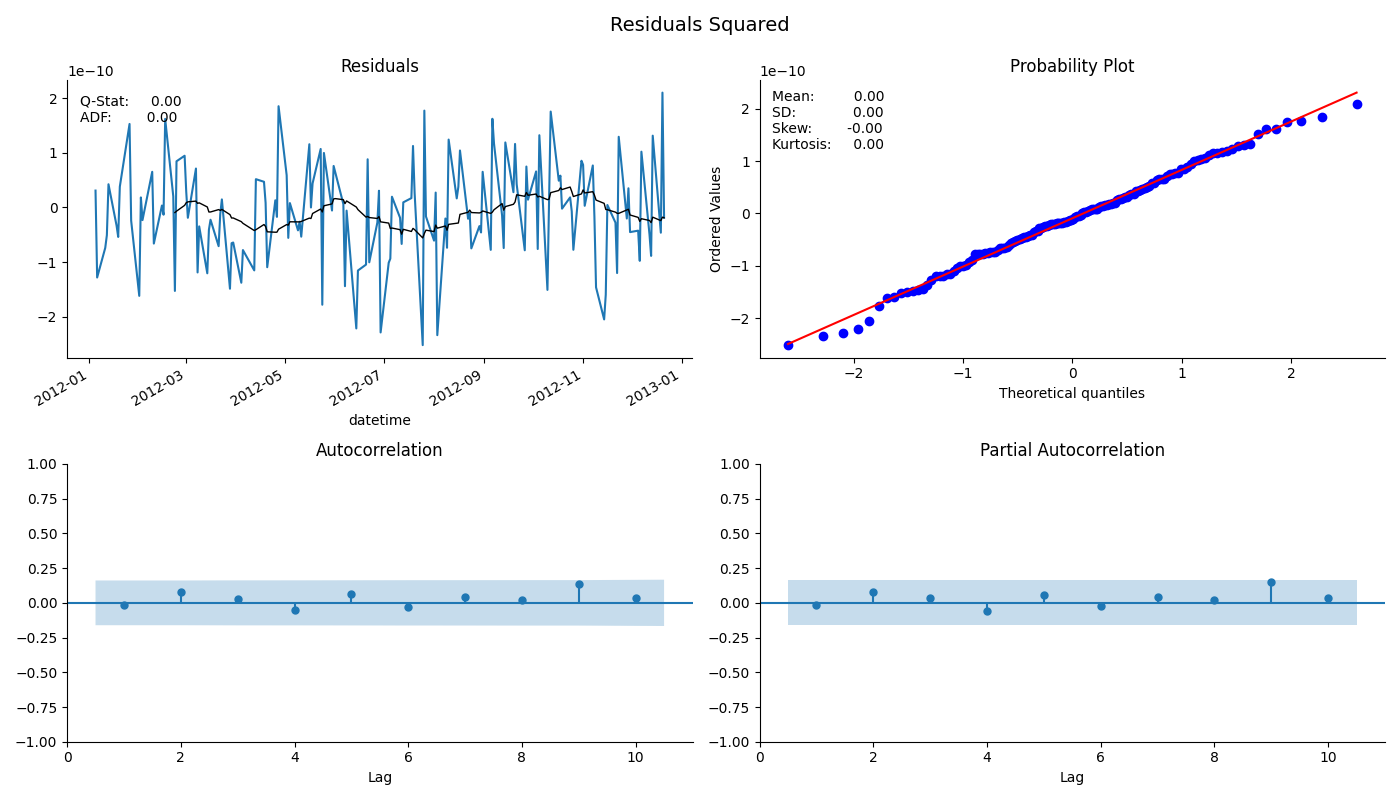 Residuals Squared
Residuals
1e−10
Q-Stat: 0.00
ADF: 0.00
2
1
0
−1
−2
2012-01
2012-03
2012-05
2012-07
2012-09
2012-11
2013-01
datetime
Probability Plot
1e−10
Mean: 0.00
SD: 0.00
Skew: -0.00
Kurtosis: 0.00
Ordered Values
2
1
0
−1
−2
−2
−1
0
1
2
Theoretical quantiles
Autocorrelation
1.00
0.75
0.50
0.25
0.00
−0.25
−0.50
−0.75
−1.00
0
2
4
6
8
10
Lag
Partial Autocorrelation
1.00
0.75
0.50
0.25
0.00
−0.25
−0.50
−0.75
−1.00
0
2
4
6
8
10
Lag